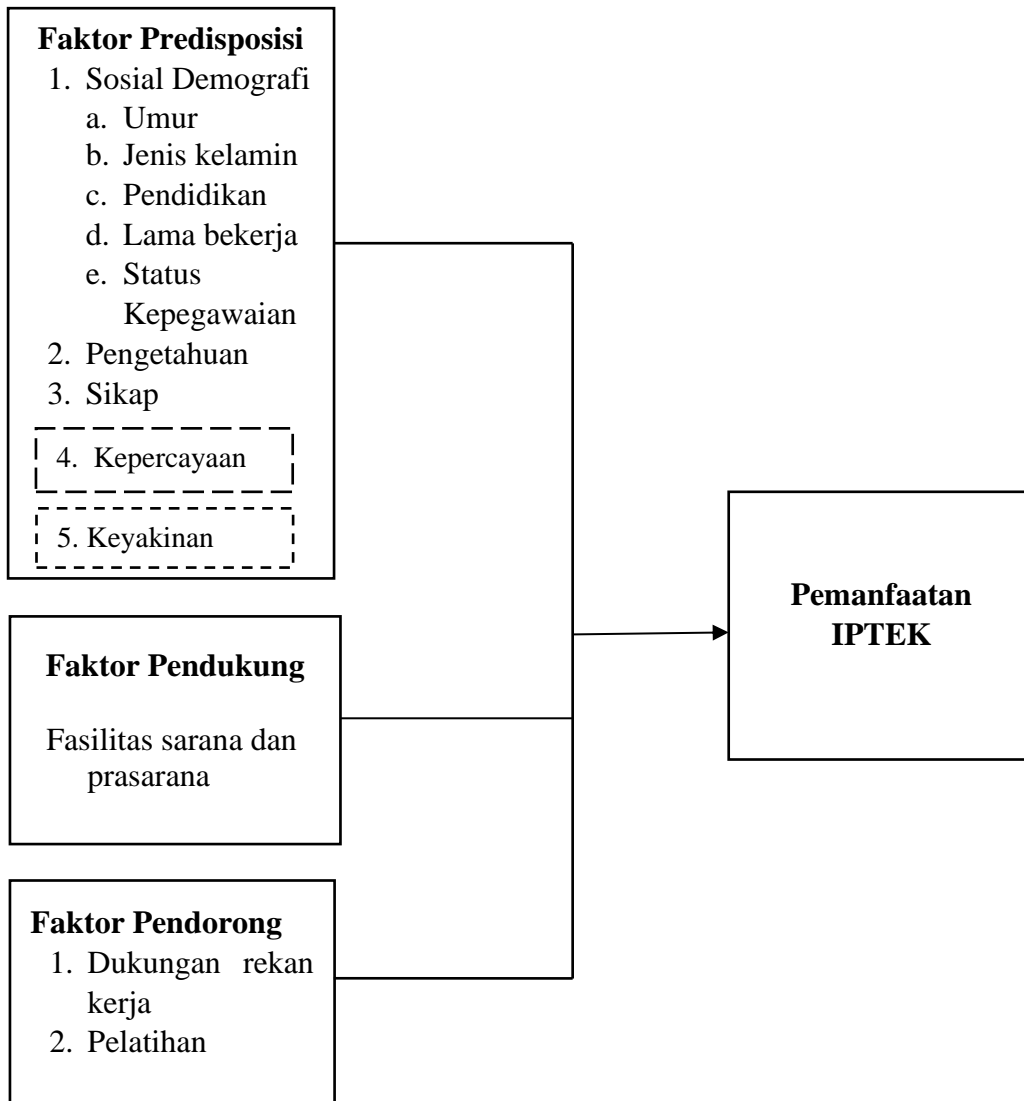 Faktor Predisposisi
1. Sosial Demografi
a. Umur
b. Jenis kelamin
c. Pendidikan
d. Lama bekerja
e. Status
Kepegawaian
2. Pengetahuan
3. Sikap
4. Kepercayaan
5. Keyakinan
Faktor Pendukung
Fasilitas sarana dan
prasarana
Faktor Pendorong
1. Dukungan rekan
kerja
2. Pelatihan
Pemanfaatan
IPTEK